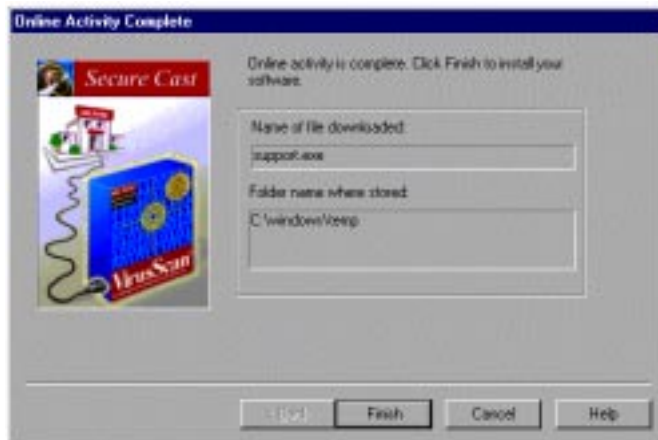 Online Activity Complete
Secure Cast
Online activity is complete. Click Finish to install your
software.
Name of file downloaded:
support.exe
Folder name where stored:
C:\windows\temp
VirusScan
Finish
Cancel
Help